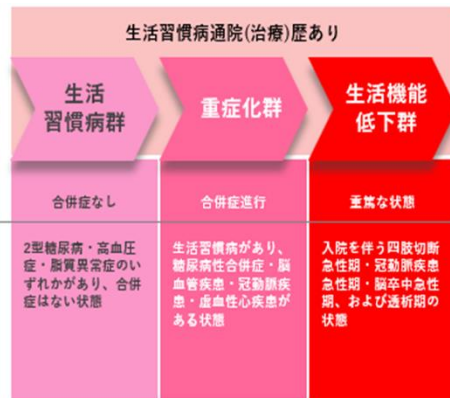 生活習慣病通院(治療)歴あり
生活
習慣病群
重症化群
生活機能
低下群
合併症なし
合併症進行
重篤な状態
2型糖尿病・高血圧
症・脂質異常症のい
ずれかがあり、合併
症はない状態
生活習慣病があり、
糖尿病性合併症・脳
血管疾患・冠動脈疾
患・虚血性心疾患が
ある状態
入院を伴う四肢切断
急性期・冠動脈疾患
急性期・脳卒中急性
期、および透析期の
状態